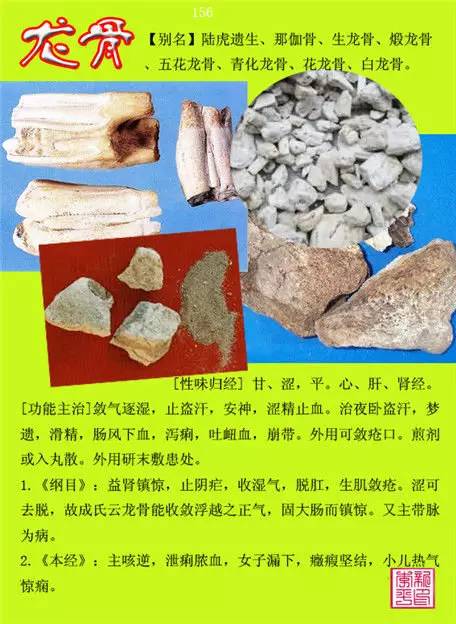 156
龙骨
【别名】陆虎遗生、那伽骨、生龙骨、煅龙骨
、五花龙骨、青化龙骨、花龙骨、白龙骨。
[性味归经] 甘、涩，平。心、肝、肾经。
[功能主治]敛气逐湿，止盗汗，安神，涩精止血。治夜卧盗汗，梦
遗，滑精，肠风下血，泻痢，吐衄血，崩带。外用可敛疮口。煎剂
或入丸散。外用研末敷患处。
1.《纲目》：益肾镇惊，止阴疟，收湿气，脱肛，生肌敛疮。涩可
去脱，故成氏云龙骨能收敛浮越之正气，固大肠而镇惊。又主带脉
为病。
2.《本经》：主咳逆，泄痢脓血，女子漏下，癥瘕坚结，小儿热气
惊痫。